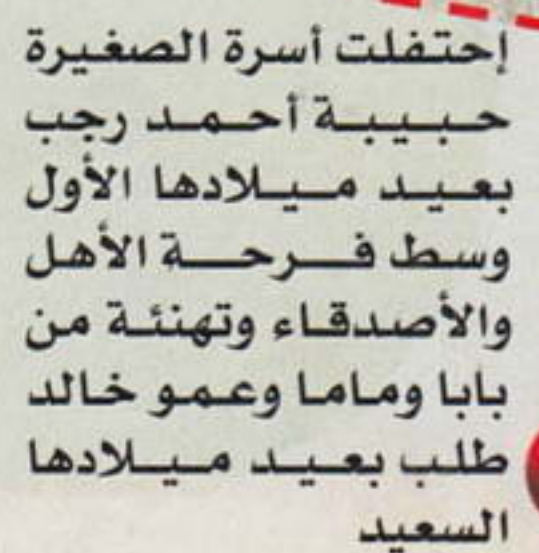 إحتفلت أسرة الصغيرة
حبيبة أحمد رجب
بعيد ميلادها الأول
وسط فرحة الأهل
والأصدقاء وتهنئة من
بابا وماما وعمو خالد
طلب بعيد ميلادها
السعيد